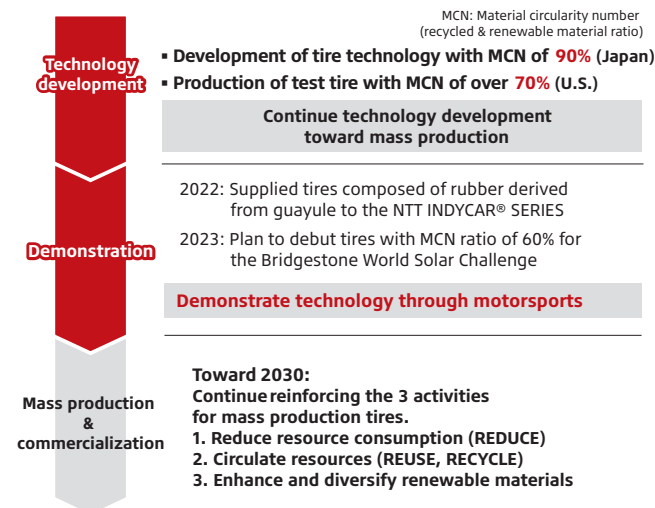 MCN: Material circularity number
(recycled & renewable material ratio)
Technology
development
▪ Development of tire technology with MCN of 90% (Japan)
▪ Production of test tire with MCN of over 70% (U.S.)
Continue technology development
toward mass production
Demonstration
2022: Supplied tires composed of rubber derived
from guayule to the NTT INDYCAR® SERIES
2023: Plan to debut tires with MCN ratio of 60% for
the Bridgestone World Solar Challenge
Demonstrate technology through motorsports
Mass production
&
commercialization
Toward 2030:
Continue reinforcing the 3 activities
for mass production tires.
1. Reduce resource consumption (REDUCE)
2. Circulate resources (REUSE, RECYCLE)
3. Enhance and diversify renewable materials